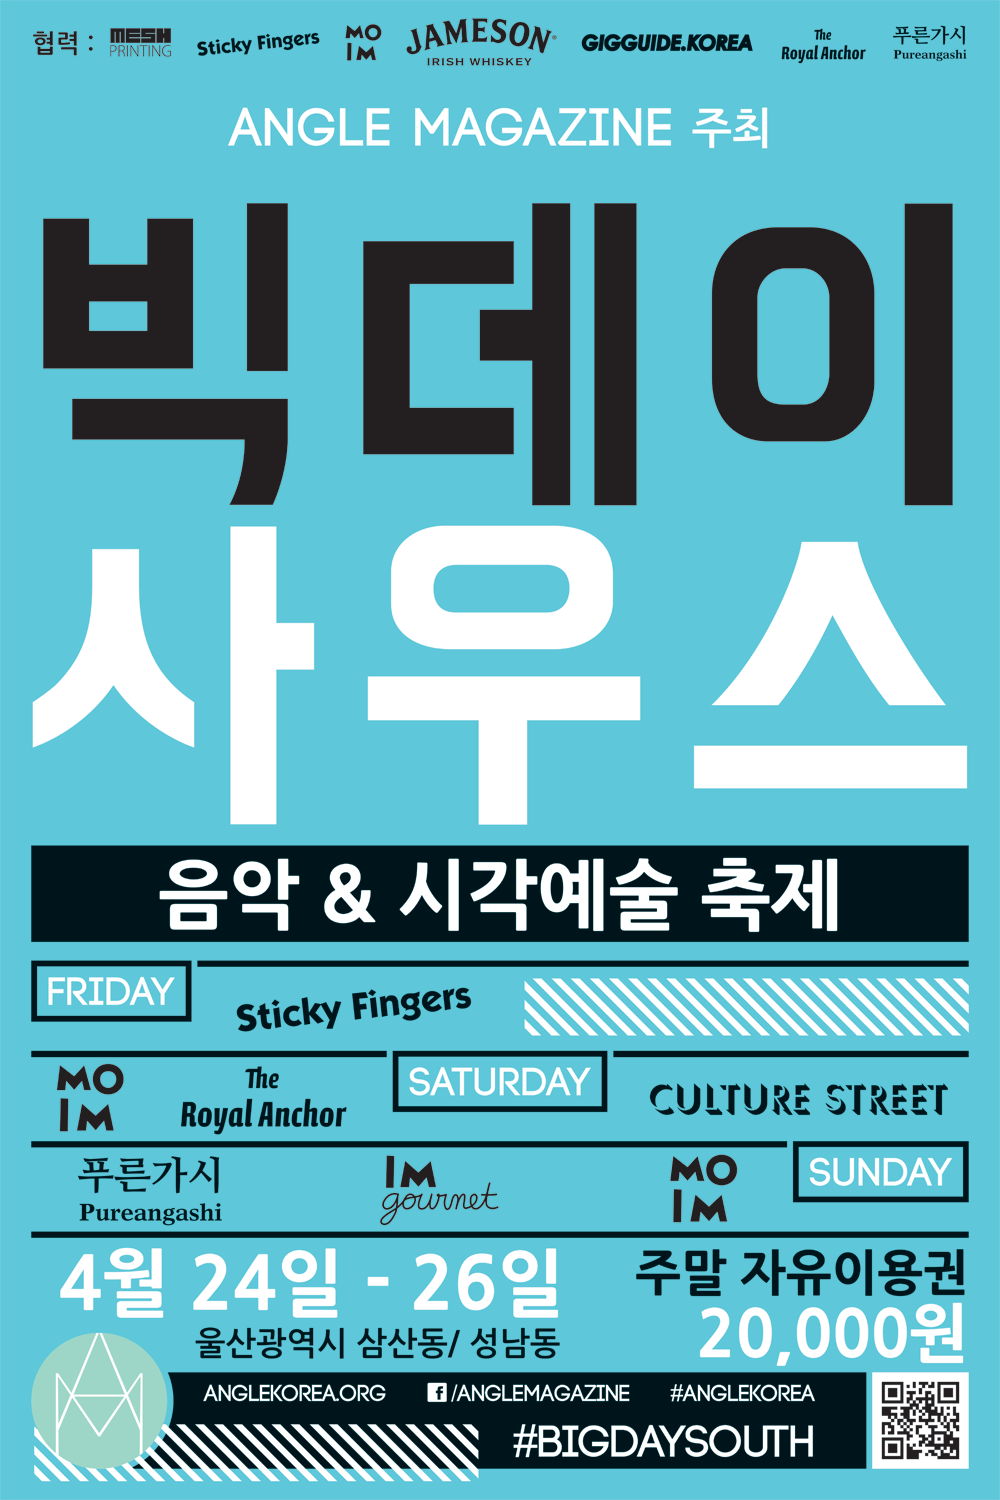 협력 : MESH PRINTING Sticky Fingers MO IM JAMESON IRISH WHISKEY GIGGUIDE.KOREA The Royal Anchor 푸른가시 Pureangashi
ANGLE MAGAZINE 주최
빅데이
사우스
음악 & 시각예술 축제
FRIDAY Sticky Fingers
MO IM The Royal Anchor SATURDAY CULTURE STREET
푸른가시 Pureangashi IM gourmet MO IM SUNDAY
4월 24일 - 26일
울산광역시 삼산동/ 성남동
주말 자유이용권
20,000원
ANGLEKOREA.ORG f/ANGLEMAGAZINE #ANGLEKOREA
#BIGDAYSOUTH